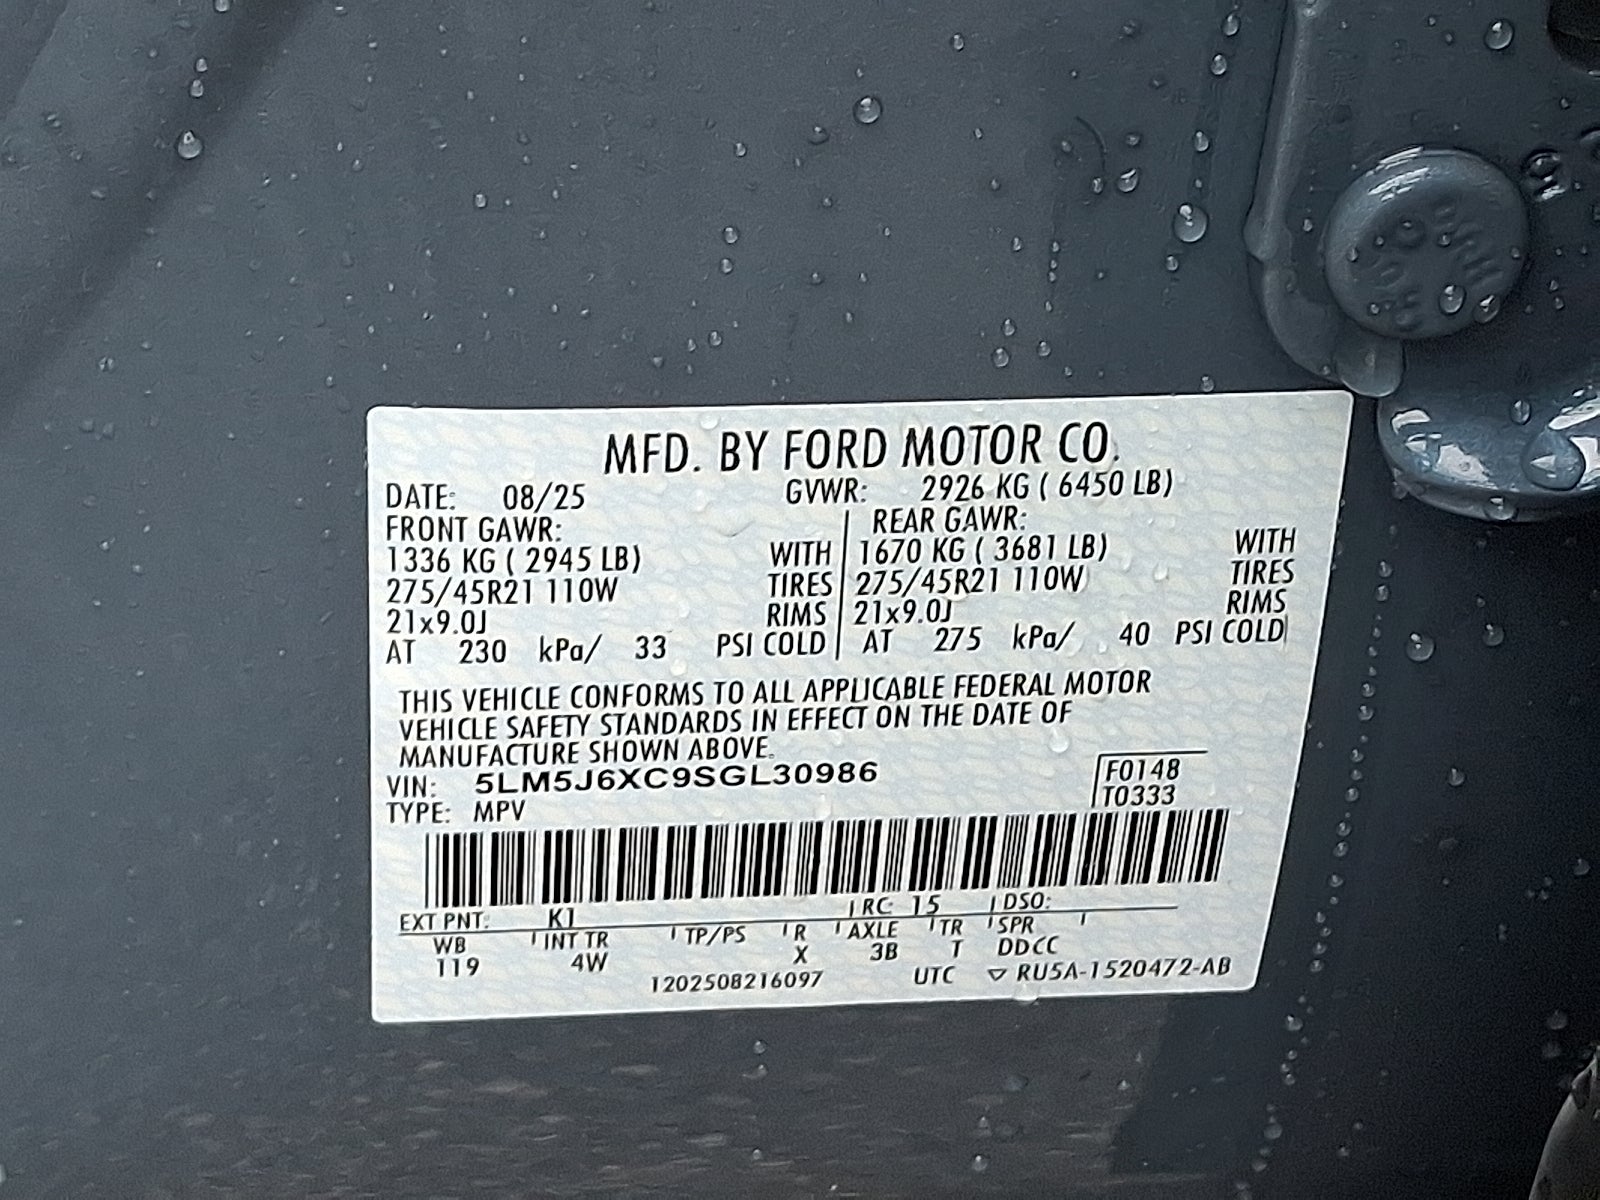 MFD. BY FORD MOTOR CO.
DATE: 08/25 GVWR: 2926 KG ( 6450 LB)
FRONT GAWR: REAR GAWR:
1336 KG ( 2945 LB) WITH 1670 KG ( 3681 LB) WITH
275/45R21 110W TIRES 275/45R21 110W TIRES
21x9.0J RIMS 21x9.0J RIMS
AT 230 kPa/ 33 PSI COLD AT 275 kPa/ 40 PSI COLD
THIS VEHICLE CONFORMS TO ALL APPLICABLE FEDERAL MOTOR
VEHICLE SAFETY STANDARDS IN EFFECT ON THE DATE OF
MANUFACTURE SHOWN ABOVE.
VIN: 5LM5J6XC9SGL30986 F0148
TYPE: MPV T0333
EXT PNT: K1 RC: 15 DSO:
WB INT TR TP/PS R AXLE TR SPR
119 4W X 3B T DDCC
1202508216097 UTC ▽ RU5A-1520472-AB